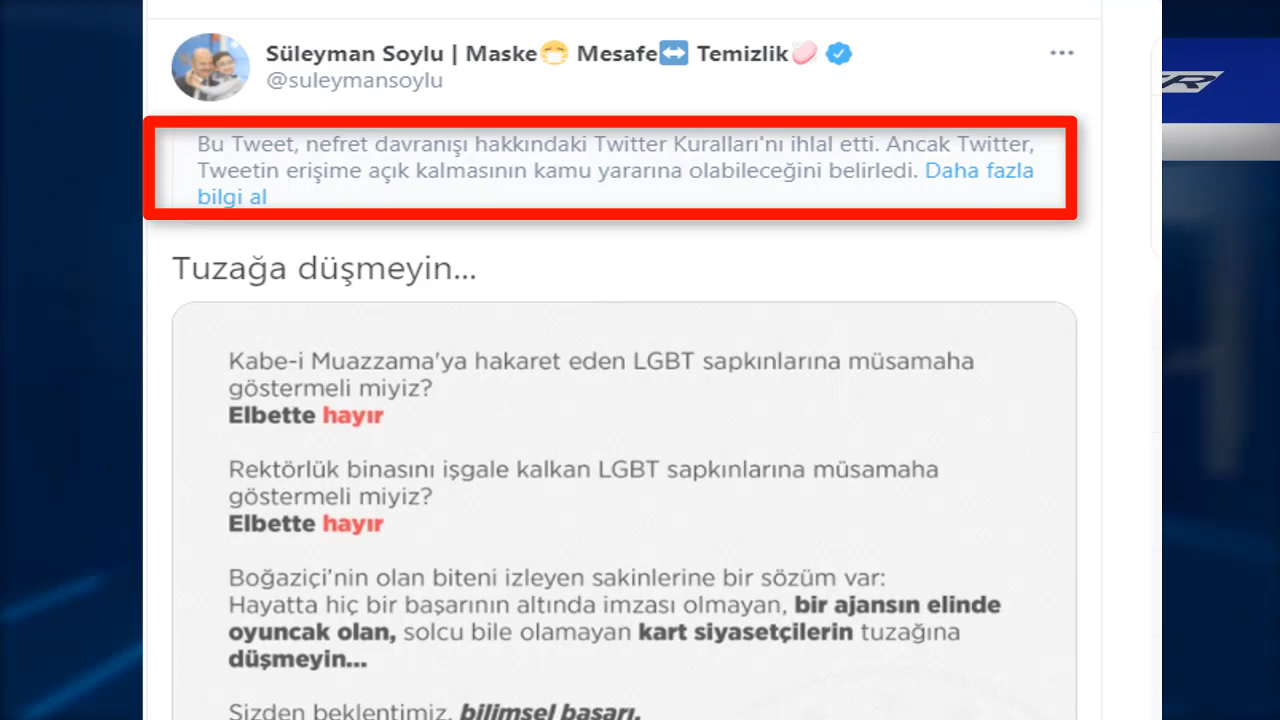 Süleyman Soylu | Maske😷 Mesafe↔️ Temizlik🧼
@suleymansoylu
Bu Tweet, nefret davranışı hakkındaki Twitter Kuralları'nı ihlal etti. Ancak Twitter,
Tweetin erişime açık kalmasının kamu yararına olabileceğini belirledi. Daha fazla
bilgi al
Tuzağa düşmeyin...
Kabe-i Muazzama'ya hakaret eden LGBT sapkınlarına müsamaha
göstermeli miyiz?
Elbette hayır
Rektörlük binasını işgale kalkan LGBT sapkınlarına müsamaha
göstermeli miyiz?
Elbette hayır
Boğaziçi’nin olan biteni izleyen sakinlerine bir sözüm var:
Hayatta hiç bir başarının altında imzası olmayan, bir ajansın elinde
oyuncak olan, solcu bile olamayan kart siyasetçilerin tuzağına
düşmeyin...
Sizden beklentimiz, bilimsel başarı,